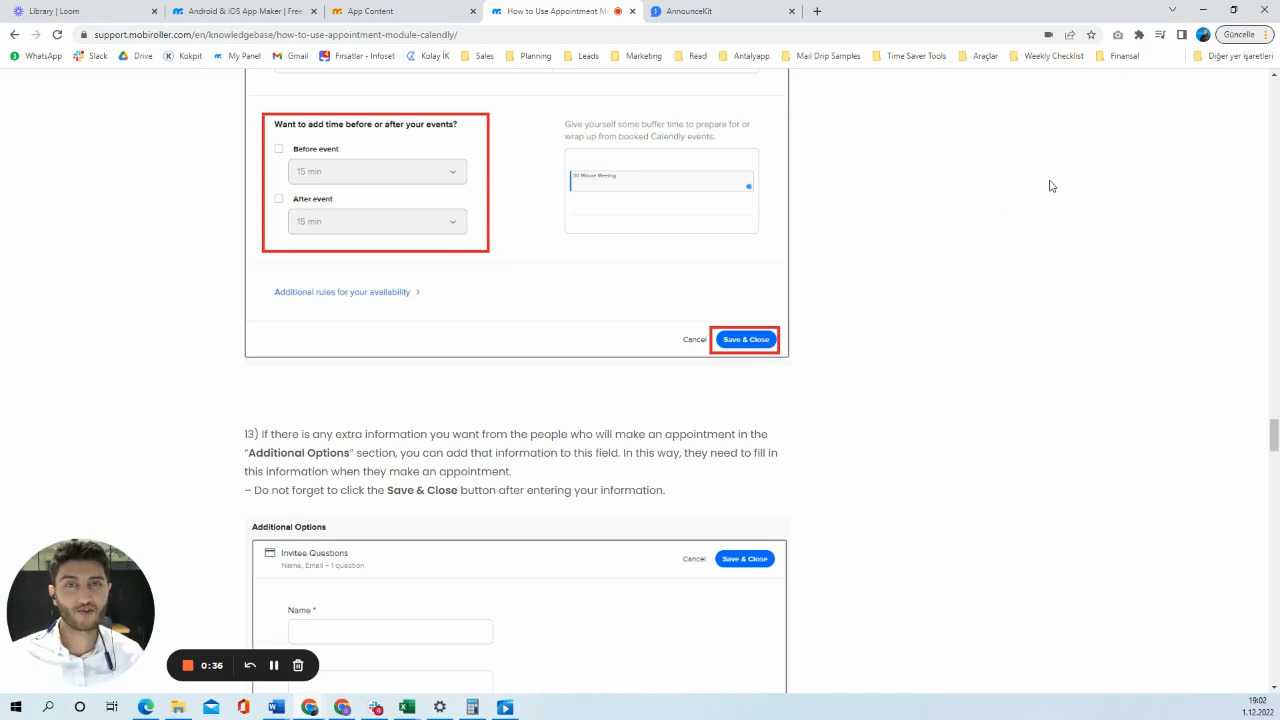 Library | Loom
Android & iOS App Maker | Free
App Content
How to Use Appointment M
AnnounceKit
support.mobiroller.com/en/knowledgebase/how-to-use-appointment-module-calendly/
Güncelle
WhatsApp
Slack
Drive
Kokpit
My Panel
Gmail
Fırsatlar - Infoset
Kolay İK
Sales
Planning
Leads
Marketing
Read
Antalyapp
Mail Drip Samples
Time Saver Tools
Araçlar
Weekly Checklist
Finansal
Diğer yer işaretleri
Want to add time before or after your events?
Before event
15 min
After event
15 min
Give yourself some buffer time to prepare for or
wrap up from booked Calendly events.
30 Minute Meeting
Additional rules for your availability
Cancel
Save & Close
13) If there is any extra information you want from the people who will make an appointment in the
“Additional Options” section, you can add that information to this field. In this way, they need to fill in
this information when they make an appointment.
– Do not forget to click the Save & Close button after entering your information.
Additional Options
Invitee Questions
Name, Email – 1 question
Cancel
Save & Close
Name *
0:36
19:02
1.12.2022